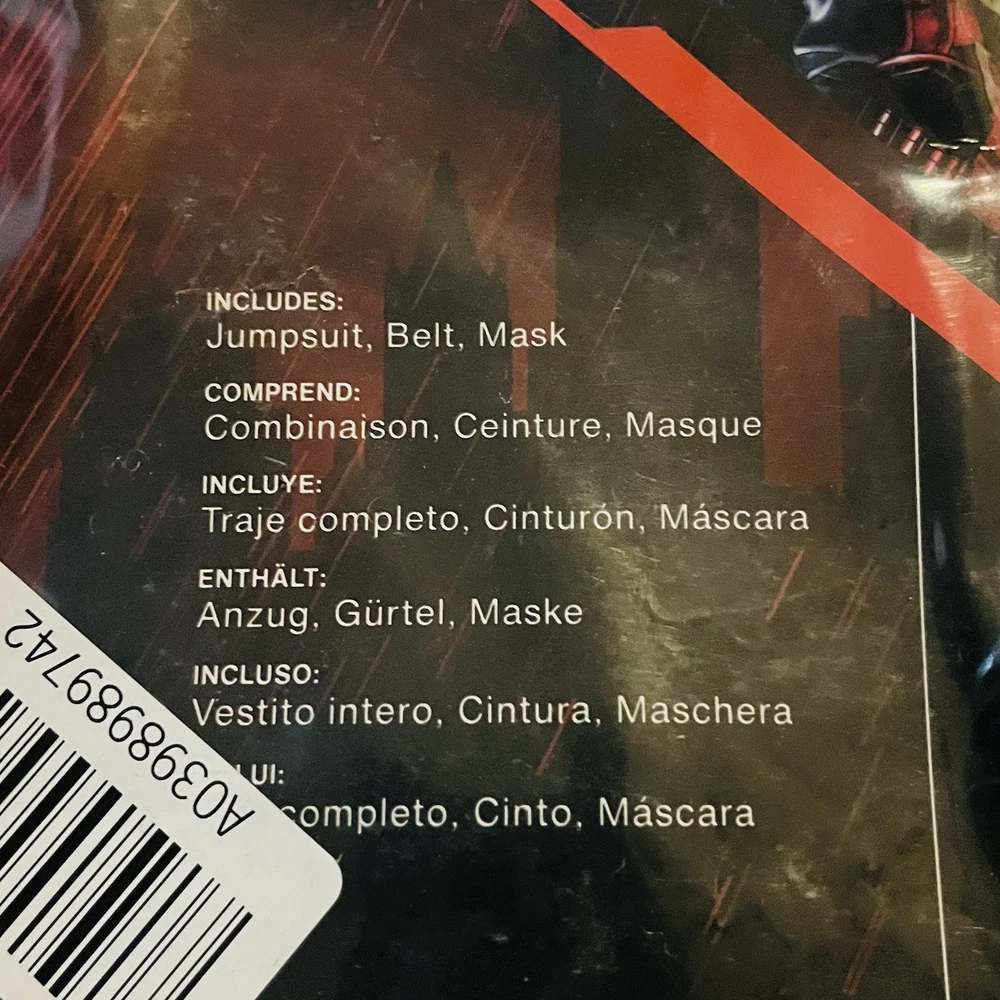 INCLUDES:
Jumpsuit, Belt, Mask
COMPREND:
Combinaison, Ceinture, Masque
INCLUYE:
Traje completo, Cinturón, Máscara
ENTHÄLT:
Anzug, Gürtel, Maske
INCLUSO:
Vestito intero, Cintura, Maschera
completo, Cinto, Máscara
A0398989742